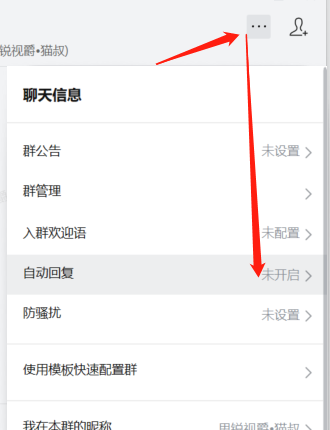 锐视爵•猫叔)
聊天信息
群公告 未设置
群管理
入群欢迎语 未配置
自动回复 未开启
防骚扰 未设置
使用模板快速配置群
我在本群的昵称 思锐视爵•猫叔